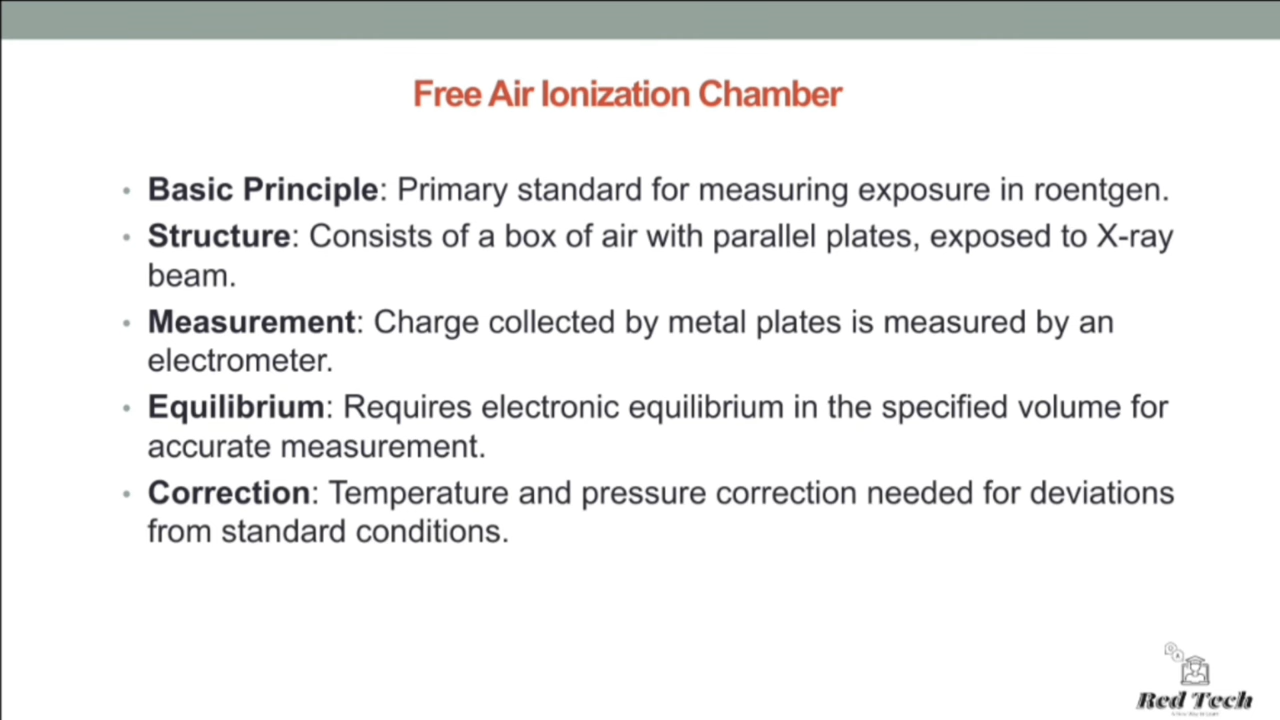 Free Air Ionization Chamber
• Basic Principle: Primary standard for measuring exposure in roentgen.
• Structure: Consists of a box of air with parallel plates, exposed to X-ray
beam.
• Measurement: Charge collected by metal plates is measured by an
electrometer.
• Equilibrium: Requires electronic equilibrium in the specified volume for
accurate measurement.
• Correction: Temperature and pressure correction needed for deviations
from standard conditions.
Red Tech